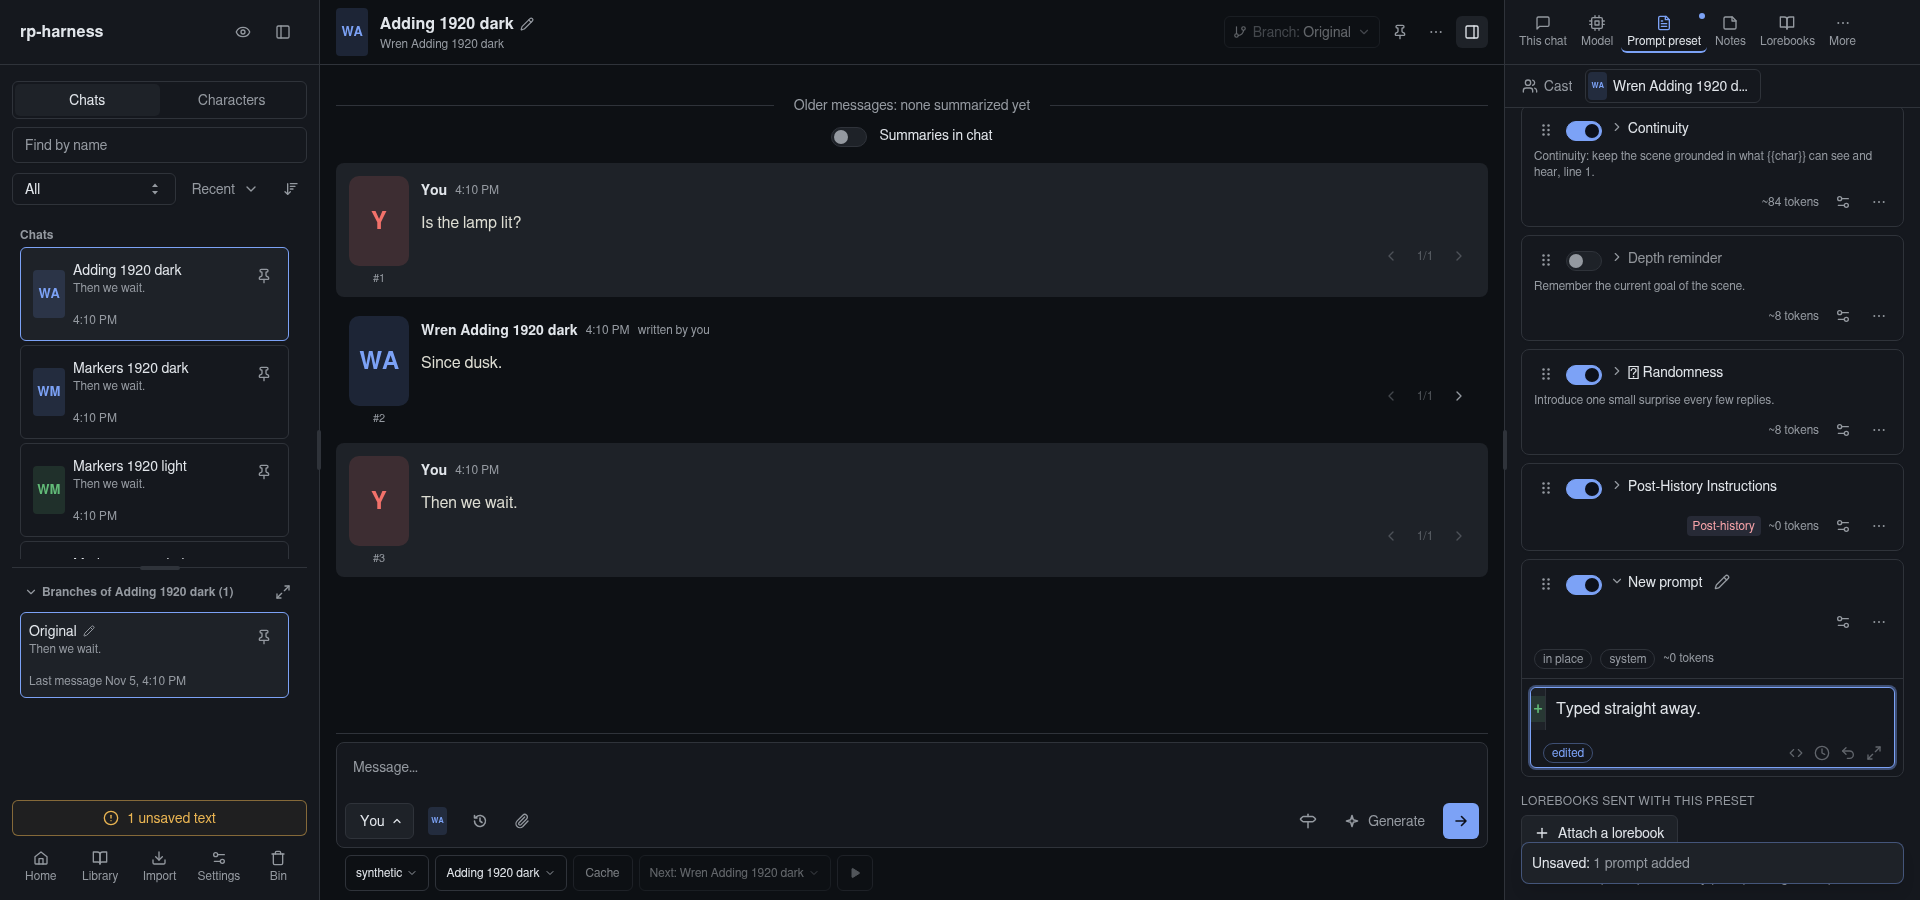 rp-harness
Chats
Characters
Find by name
All
Recent
Chats
WA
Adding 1920 dark
Then we wait.
4:10 PM
WM
Markers 1920 dark
Then we wait.
4:10 PM
WM
Markers 1920 light
Then we wait.
4:10 PM
Branches of Adding 1920 dark (1)
Original
Then we wait.
Last message Nov 5, 4:10 PM
1 unsaved text
Home
Library
Import
Settings
Bin
WA
Adding 1920 dark
Wren Adding 1920 dark
Branch: Original
Older messages: none summarized yet
Summaries in chat
Y
You 4:10 PM
Is the lamp lit?
1/1
#1
WA
Wren Adding 1920 dark 4:10 PM written by you
Since dusk.
1/1
#2
Y
You 4:10 PM
Then we wait.
1/1
#3
Message...
You
WA
Generate
synthetic
Adding 1920 dark
Cache
Next: Wren Adding 1920 dark
This chat
Model
Prompt preset
Notes
Lorebooks
More
Cast
WA
Wren Adding 1920 d...
Continuity
Continuity: keep the scene grounded in what {{char}} can see and
hear, line 1.
~84 tokens
Depth reminder
Remember the current goal of the scene.
~8 tokens
Randomness
Introduce one small surprise every few replies.
~8 tokens
Post-History Instructions
Post-history ~0 tokens
New prompt
in place system ~0 tokens
+ Typed straight away.
edited
LOREBOOKS SENT WITH THIS PRESET
+ Attach a lorebook
Unsaved: 1 prompt added